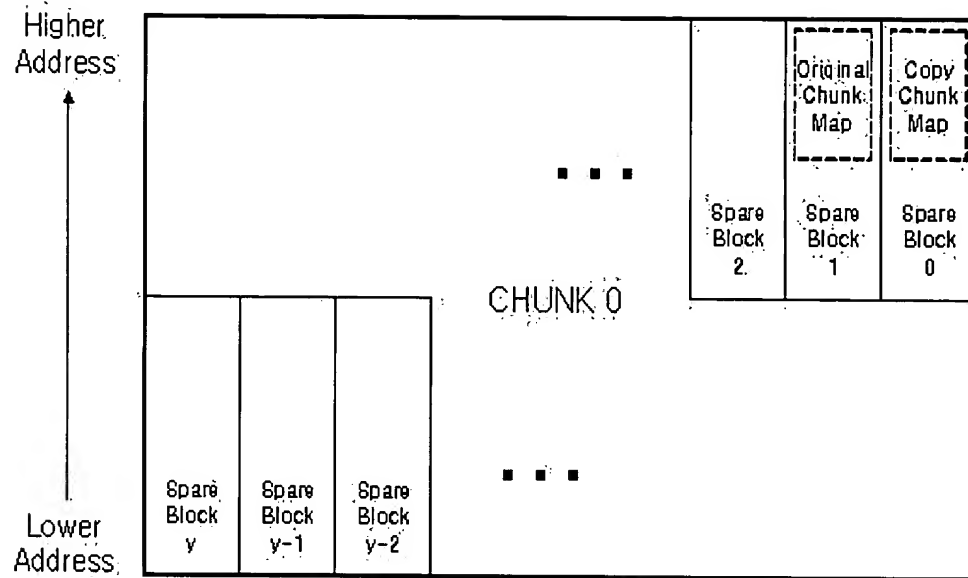 Higher
Address
Original
Chunk
Map
Copy
Chunk
Map
Spare
Block
2
Spare
Block
1
Spare
Block
0
CHUNK 0
Spare
Block
y
Spare
Block
y-1
Spare
Block
y-2
Lower
Address